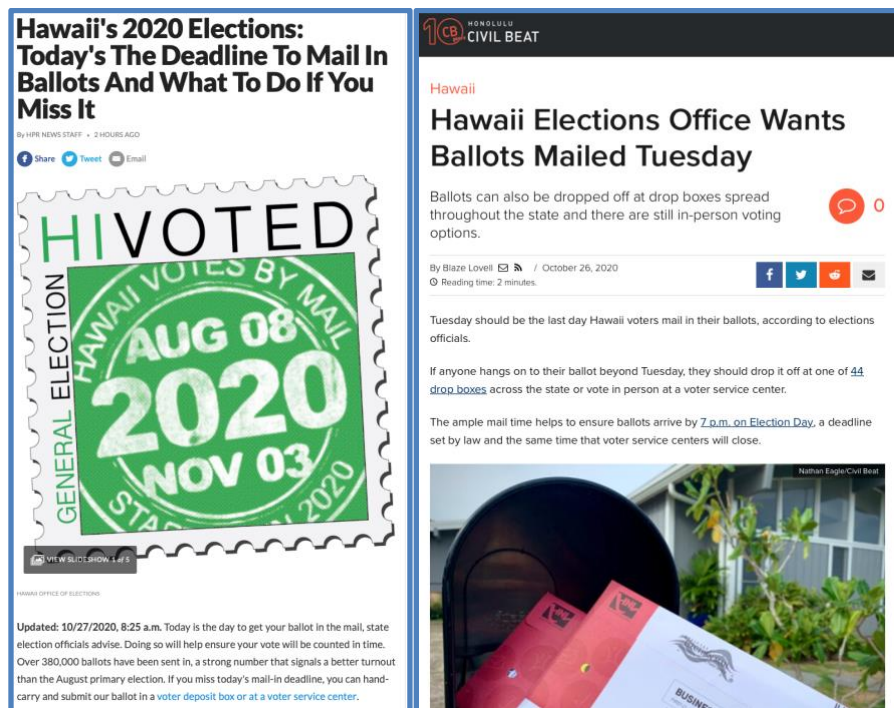 Hawaii's 2020 Elections:
Today's The Deadline To Mail In
Ballots And What To Do If You
Miss It
By HPR NEWS STAFF • 2 HOURS AGO
Share Tweet Email
HIVOTED
GENERAL ELECTION
HAWAII VOTES BY MAIL
AUG 08
2020
NOV 03
2020
VIEW SLIDESHOW 1 of 5
HAWAII OFFICE OF ELECTIONS
Updated: 10/27/2020, 8:25 a.m. Today is the day to get your ballot in the mail, state
election officials advise. Doing so will help ensure your vote will be counted in time.
Over 380,000 ballots have been sent in, a strong number that signals a better turnout
than the August primary election. If you miss today's mail-in deadline, you can hand-
carry and submit our ballot in a voter deposit box or at a voter service center.
10 CB
HONOLULU
CIVIL BEAT
Hawaii
Hawaii Elections Office Wants
Ballots Mailed Tuesday
Ballots can also be dropped off at drop boxes spread
throughout the state and there are still in-person voting
options.
0
By Blaze Lovell / October 26, 2020
Reading time: 2 minutes.
Tuesday should be the last day Hawaii voters mail in their ballots, according to elections
officials.
If anyone hangs on to their ballot beyond Tuesday, they should drop it off at one of 44
drop boxes across the state or vote in person at a voter service center.
The ample mail time helps to ensure ballots arrive by 7 p.m. on Election Day, a deadline
set by law and the same time that voter service centers will close.
Nathan Eagle/Civil Beat